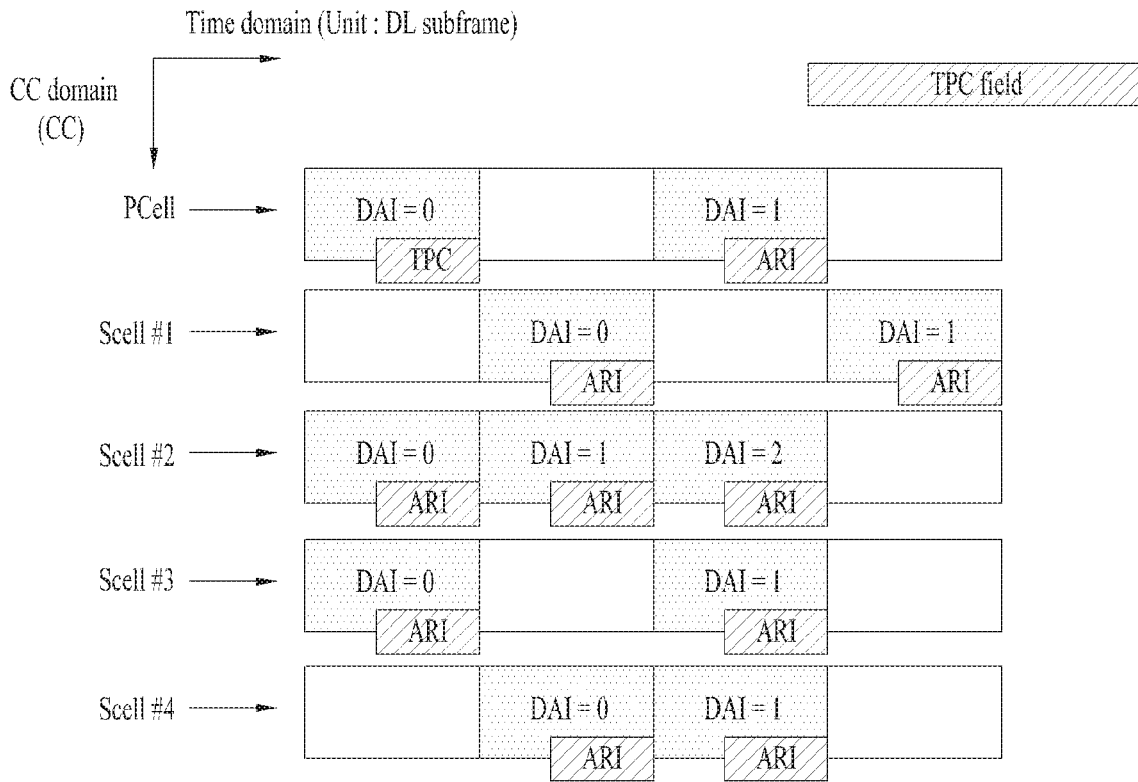 Time domain (Unit : DL subframe)
CC domain
(CC)
TPC field
PCell
DAI = 0
DAI = 1
TPC
ARI
Scell #1
DAI = 0
DAI = 1
ARI
ARI
Scell #2
DAI = 0
DAI = 1
DAI = 2
ARI
ARI
ARI
Scell #3
DAI = 0
DAI = 1
ARI
ARI
Scell #4
DAI = 0
DAI = 1
ARI
ARI